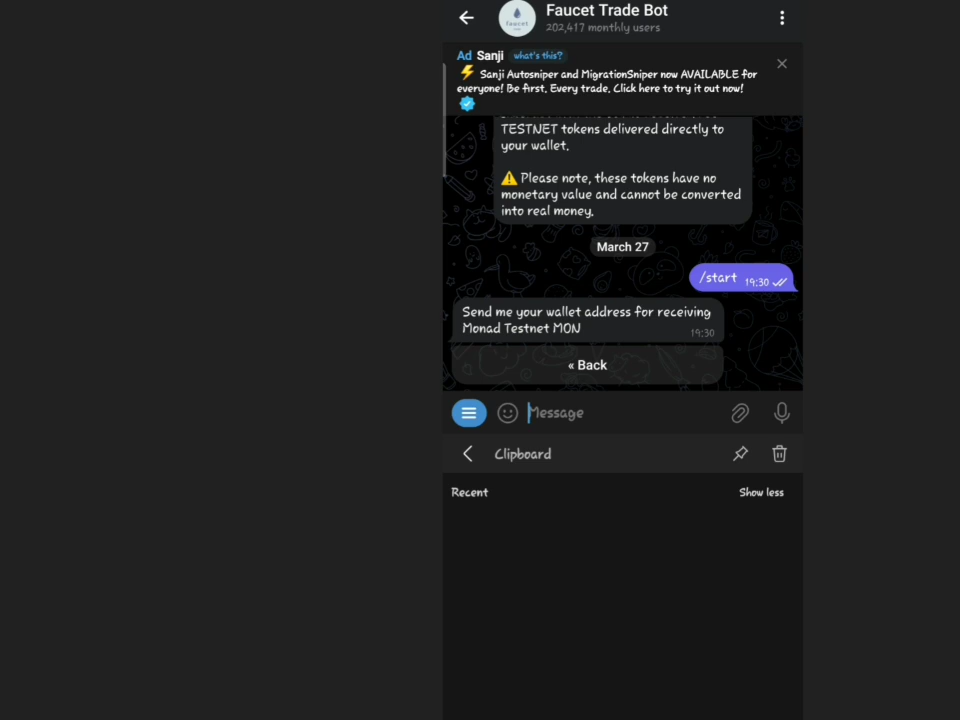 Faucet Trade Bot
202,417 monthly users
Ad Sanji what's this?
⚡ Sanji Autosniper and MigrationSniper now AVAILABLE for
everyone! Be first. Every trade. Click here to try it out now!
TESTNET tokens delivered directly to
your wallet.
⚠️ Please note, these tokens have no
monetary value and cannot be converted
into real money.
March 27
/start 19:30
Send me your wallet address for receiving
Monad Testnet MON
19:30
« Back
Message
Clipboard
Recent
Show less